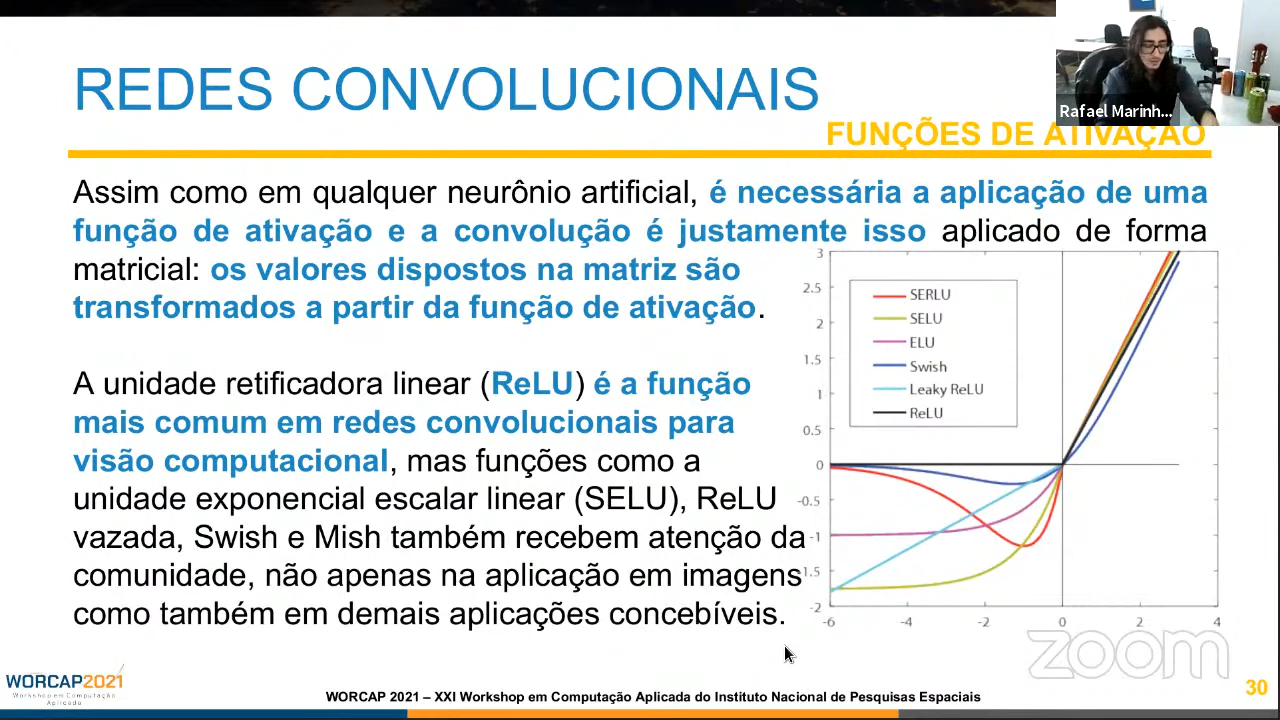 REDES CONVOLUCIONAIS
Rafael Marinh...
FUNÇÕES DE ATIVAÇÃO
Assim como em qualquer neurônio artificial, é necessária a aplicação de uma
função de ativação e a convolução é justamente isso aplicado de forma
matricial: os valores dispostos na matriz são
transformados a partir da função de ativação.
A unidade retificadora linear (ReLU) é a função
mais comum em redes convolucionais para
visão computacional, mas funções como a
unidade exponencial escalar linear (SELU), ReLU
vazada, Swish e Mish também recebem atenção da
comunidade, não apenas na aplicação em imagens
como também em demais aplicações concebíveis.
3
2.5
2
1.5
1
0.5
0
-0.5
-1
-1.5
-2
-6
-4
-2
0
2
4
SERLU
SELU
ELU
Swish
Leaky ReLU
ReLU
zoom
WORCAP2021
Workshop em Computação
Aplicada
WORCAP 2021 – XXI Workshop em Computação Aplicada do Instituto Nacional de Pesquisas Espaciais
30